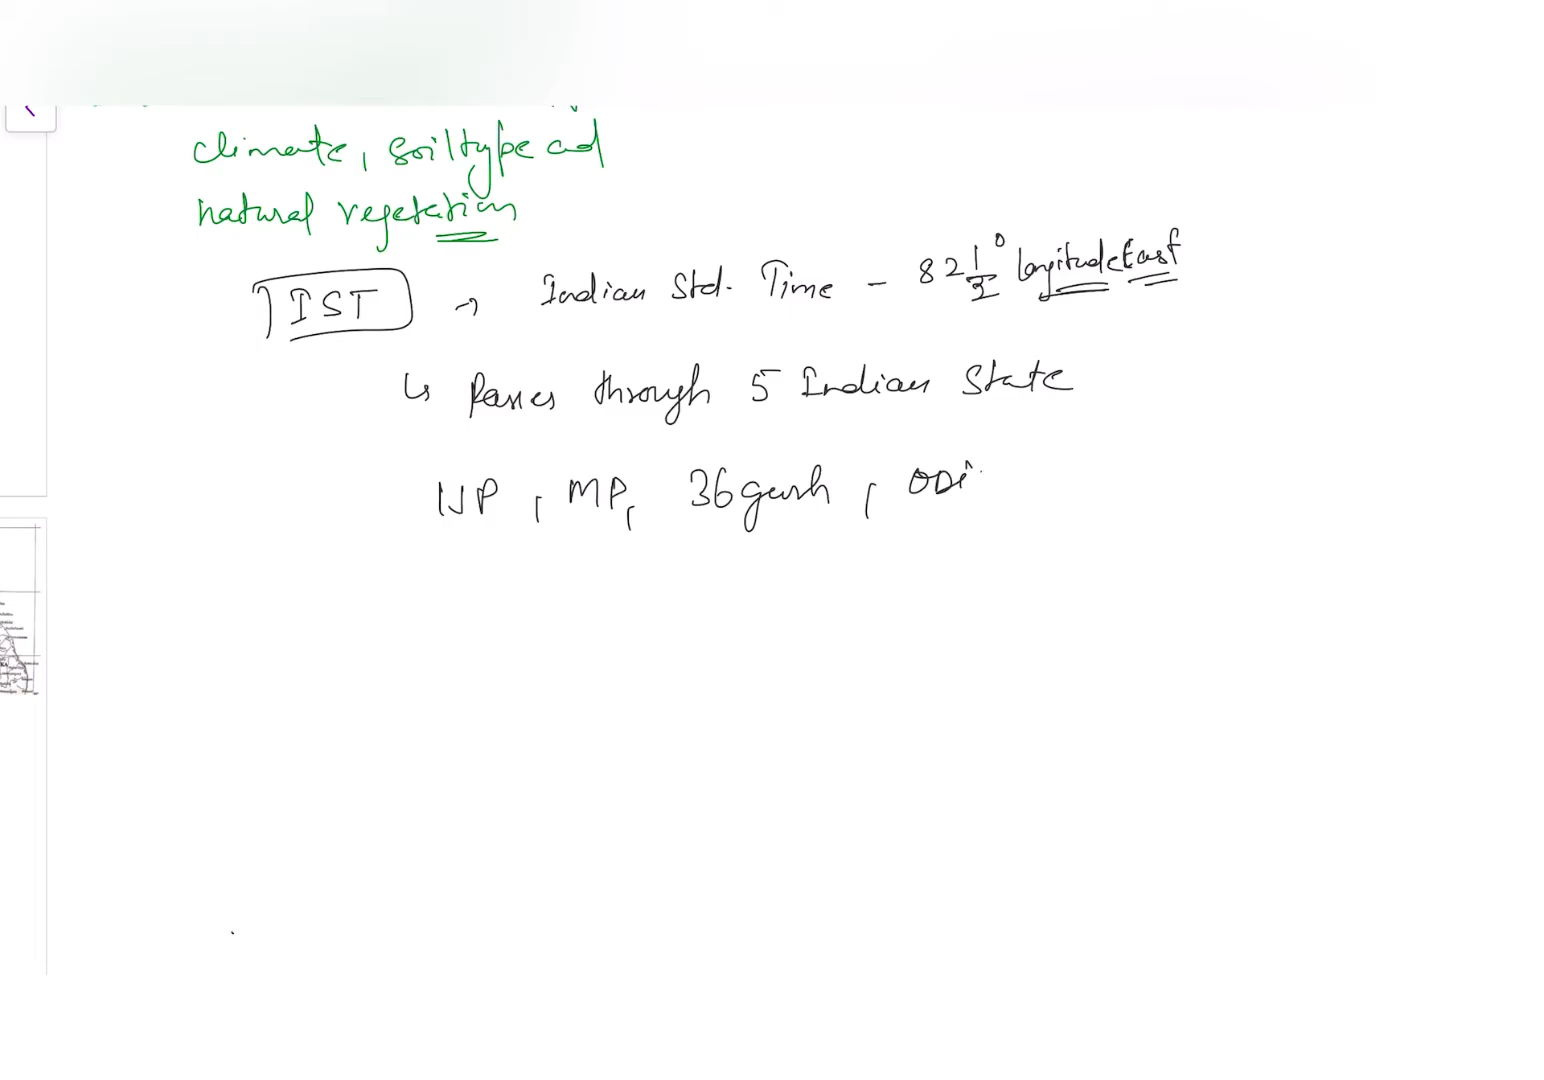 climate, soiltype and
natural vegetation
IST → Indian Std. Time - 82 1/2° longitude East
↳ Passes through 5 Indian State
UP, MP, 36garh, ODi